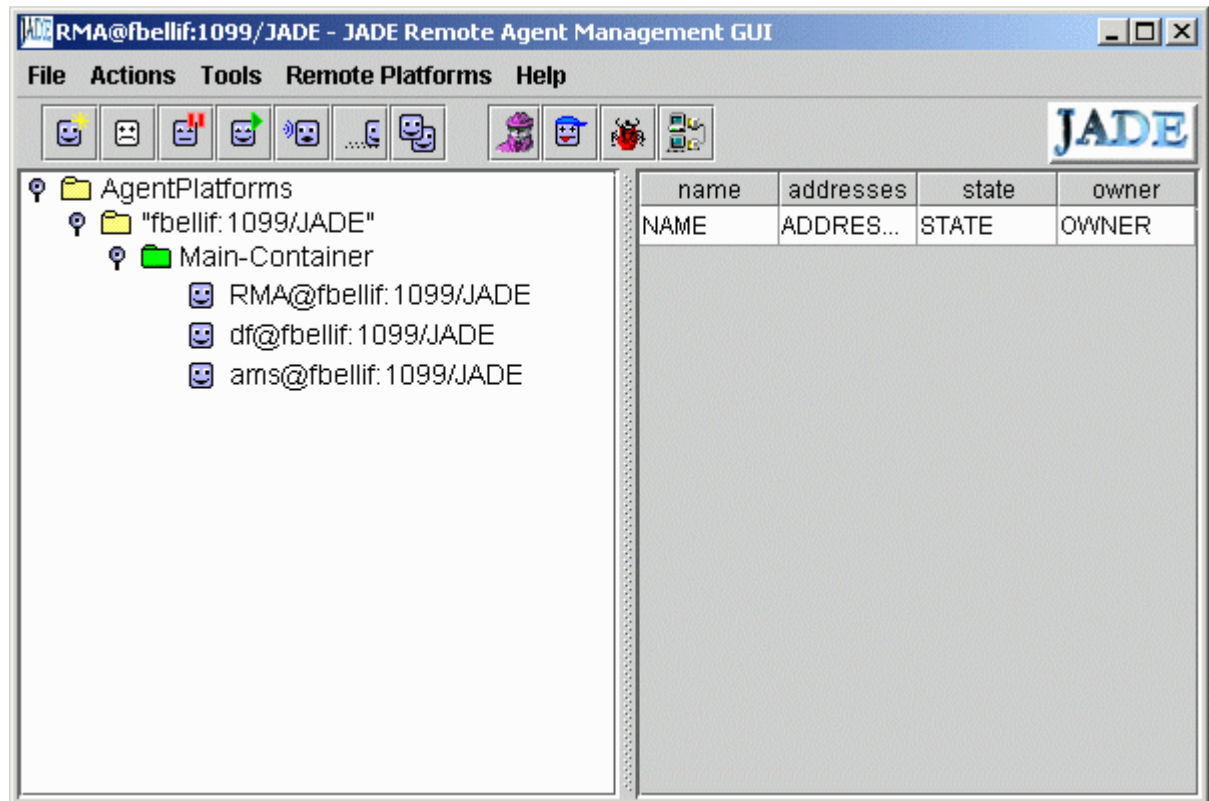 RMA@fbellif:1099/JADE - JADE Remote Agent Management GUI
File Actions Tools Remote Platforms Help
JADE
AgentPlatforms
"fbellif:1099/JADE"
Main-Container
RMA@fbellif:1099/JADE
df@fbellif:1099/JADE
ams@fbellif:1099/JADE
name addresses state owner
NAME ADDRES... STATE OWNER